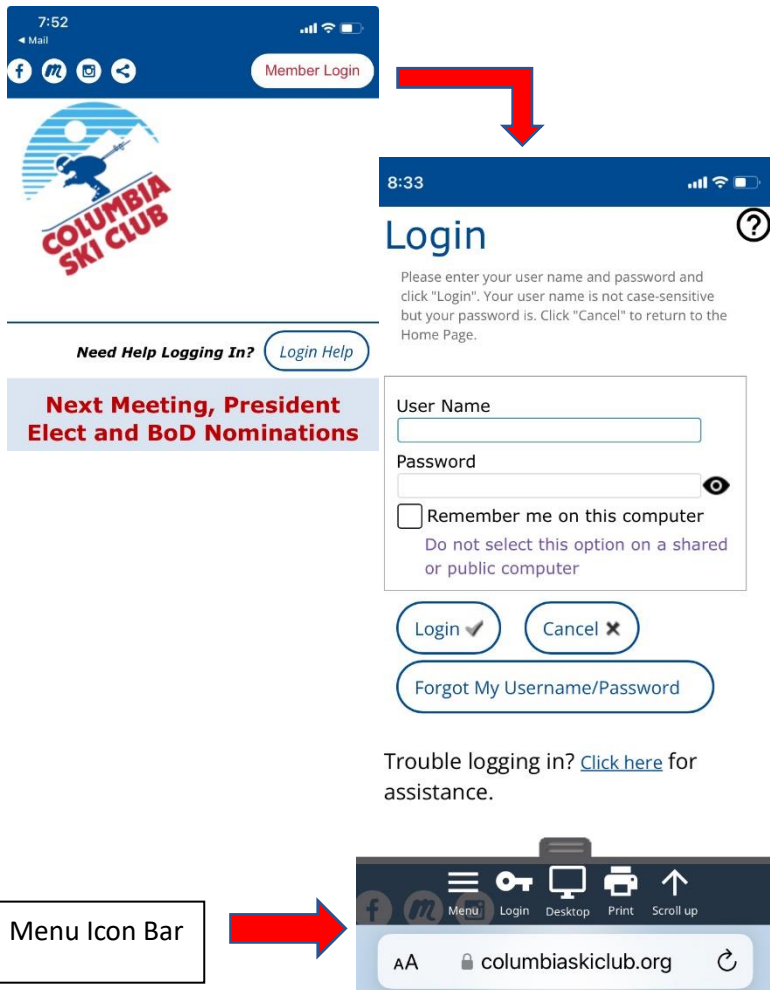 7:52
Mail
f m
Member Login
COLUMBIA
SKI CLUB
Need Help Logging In? Login Help
Next Meeting, President
Elect and BoD Nominations
8:33
Login
?
Please enter your user name and password and
click "Login". Your user name is not case-sensitive
but your password is. Click "Cancel" to return to the
Home Page.
User Name
Password
Remember me on this computer
Do not select this option on a shared
or public computer
Login Cancel
Forgot My Username/Password
Trouble logging in? Click here for
assistance.
f m
Menu Login Desktop Print Scroll up
Menu Icon Bar
AA columbiaskiclub.org